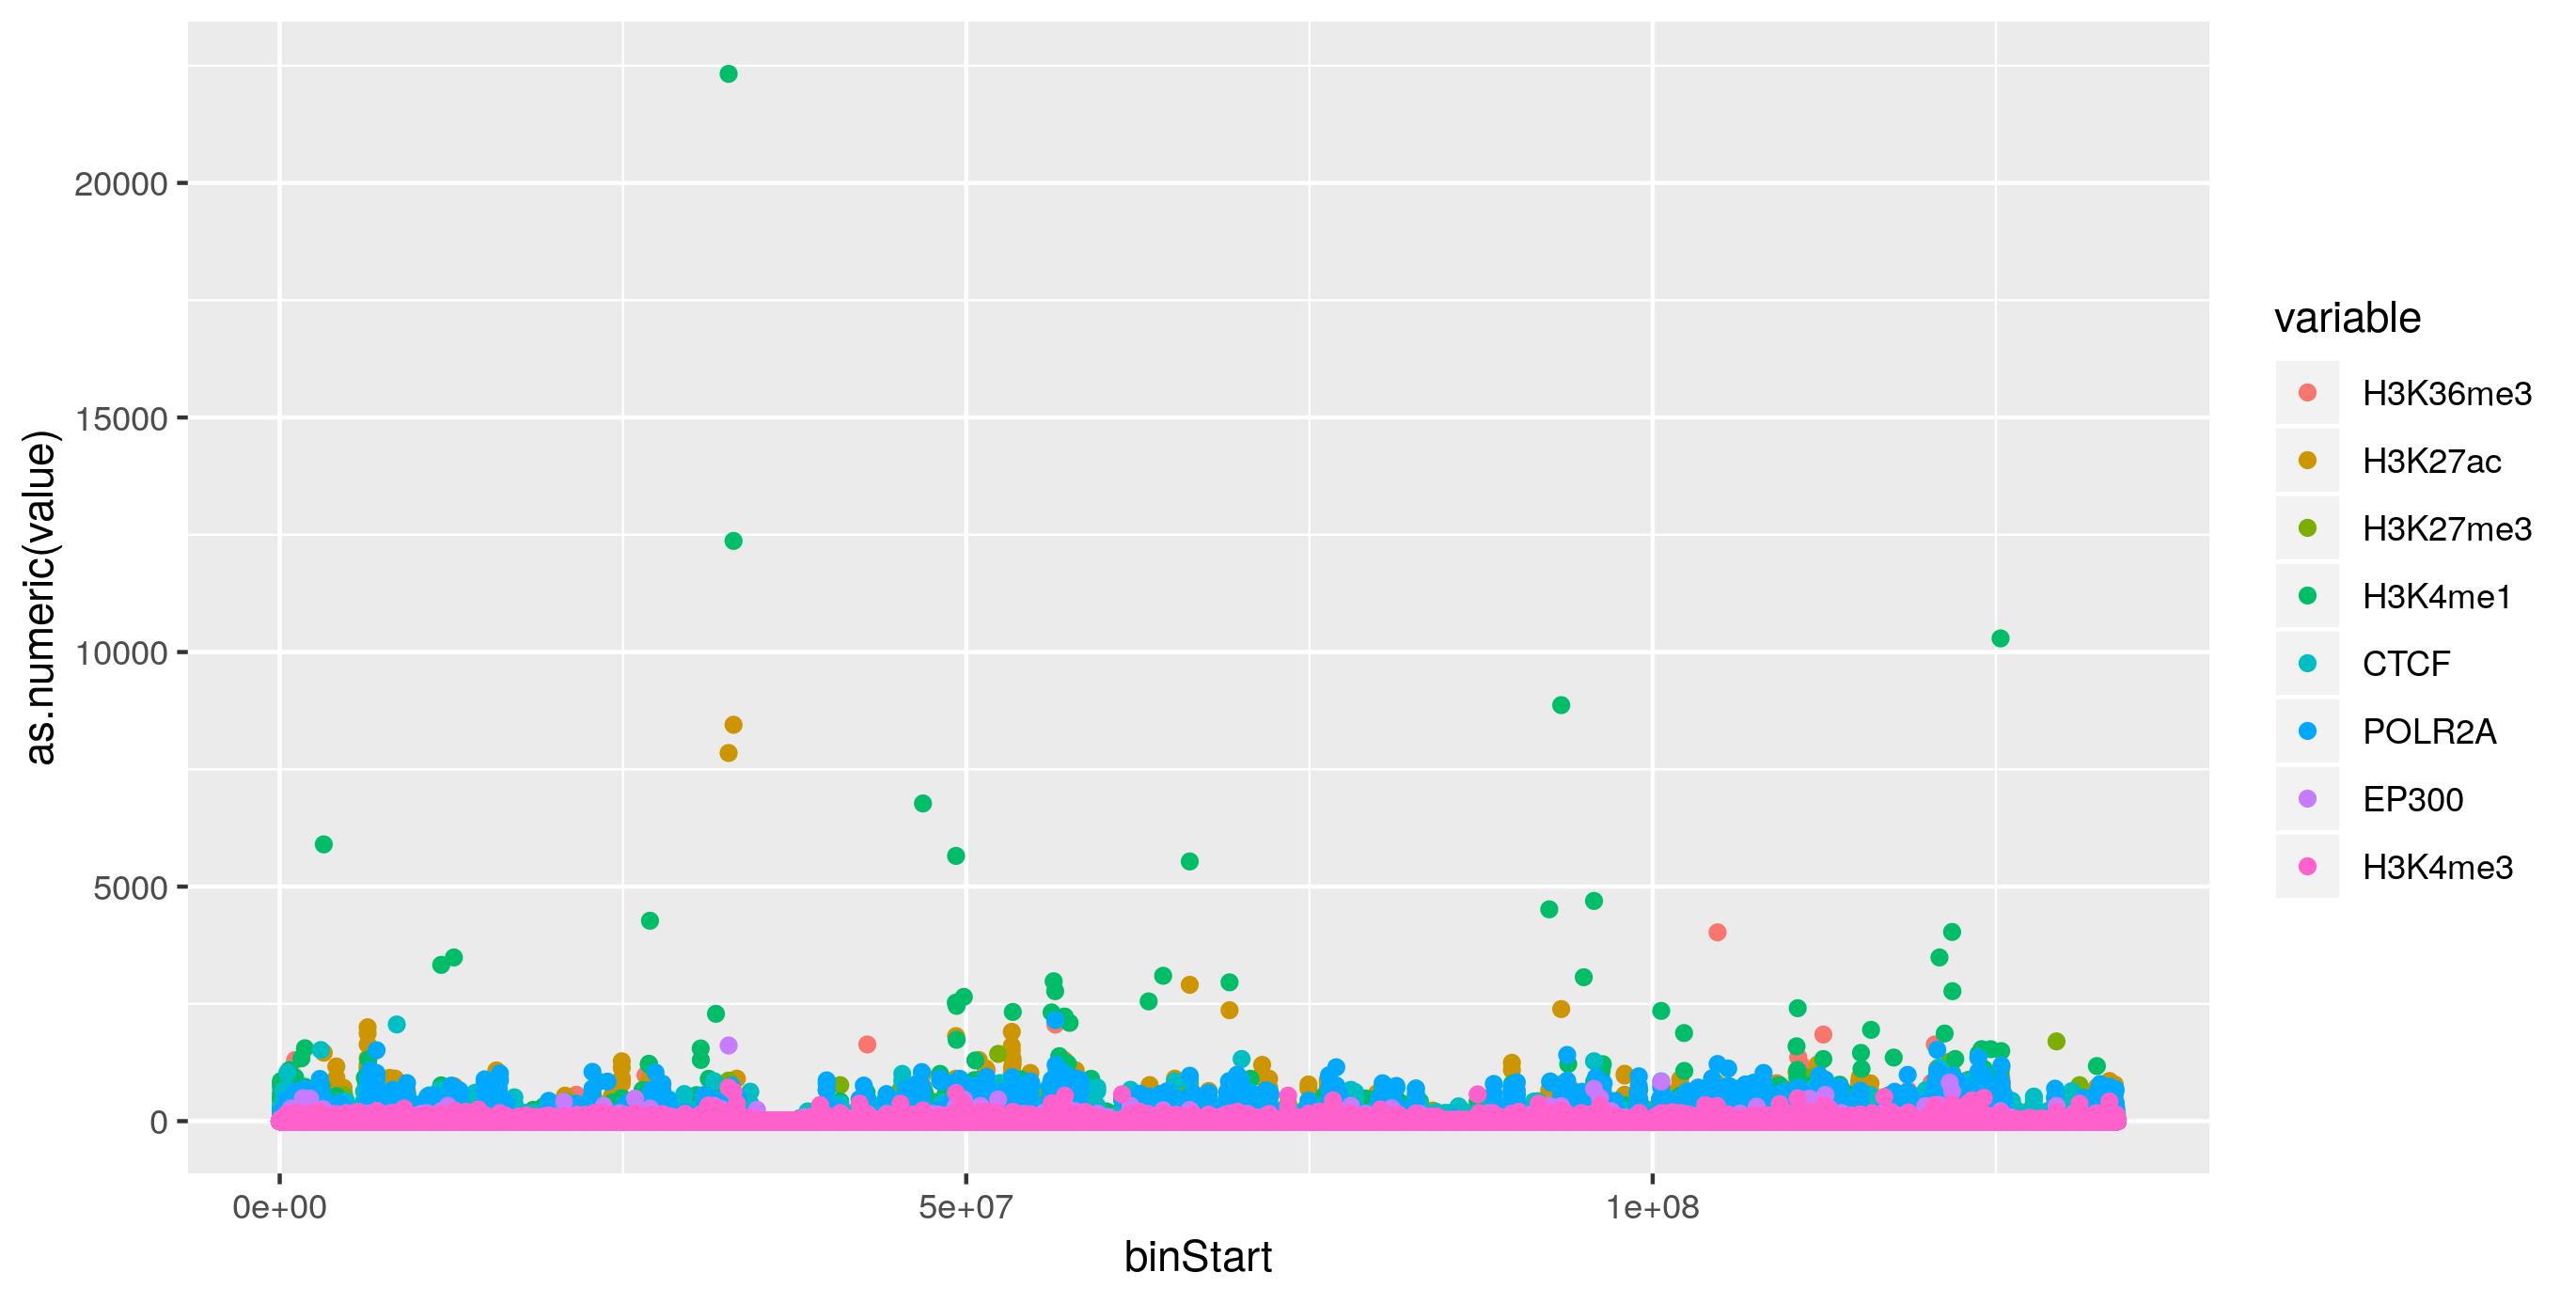 20000
15000
10000
5000
0
as.numeric(value)
0e+00 5e+07 1e+08
binStart
variable
H3K36me3
H3K27ac
H3K27me3
H3K4me1
CTCF
POLR2A
EP300
H3K4me3